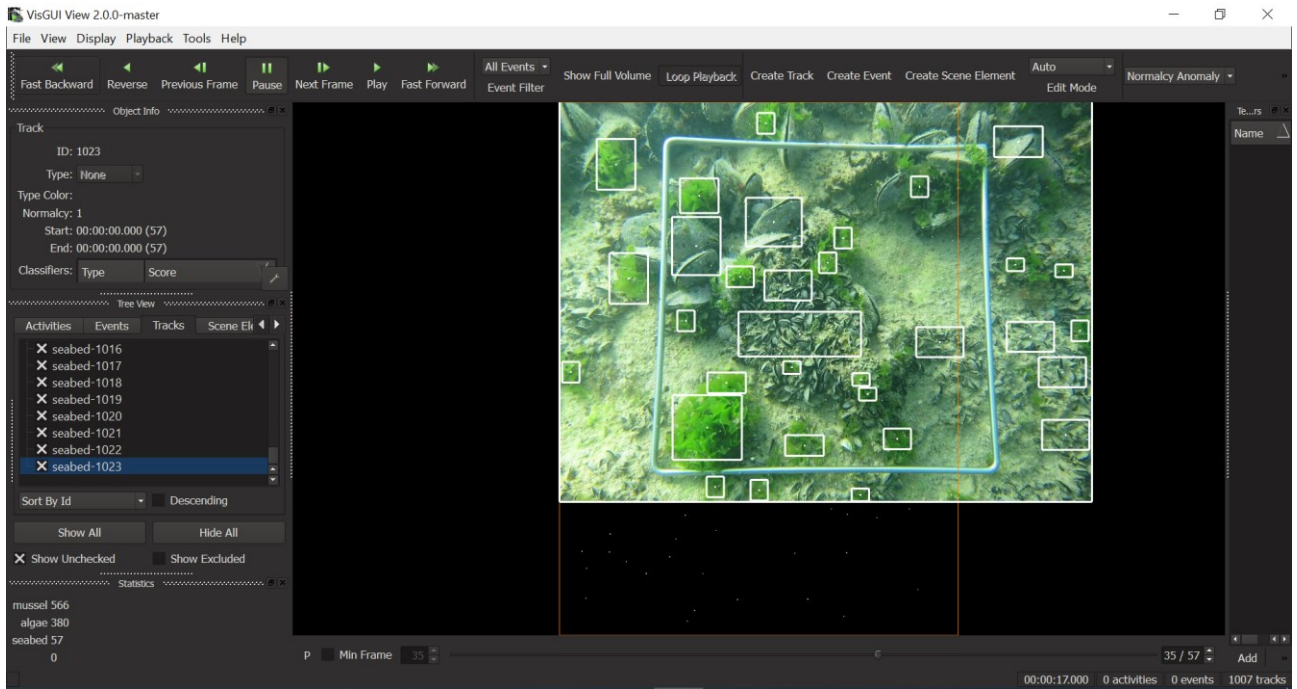 VisGUI View 2.0.0-master
File View Display Playback Tools Help
Fast Backward Reverse Previous Frame Pause Next Frame Play Fast Forward
All Events
Event Filter
Show Full Volume Loop Playback Create Track Create Event Create Scene Element
Auto
Edit Mode
Normalcy Anomaly
»
Object Info
Track
ID: 1023
Type: None
Type Color:
Normalcy: 1
Start: 00:00:00.000 (57)
End: 00:00:00.000 (57)
Classifiers: Type Score
Tree View
Activities Events Tracks Scene Ele
seabed-1016
seabed-1017
seabed-1018
seabed-1019
seabed-1020
seabed-1021
seabed-1022
seabed-1023
Sort By Id Descending
Show All Hide All
Show Unchecked Show Excluded
Statistics
mussel 566
algae 380
seabed 57
0
Te...rs
Name
P Min Frame 35
35 / 57
Add »
00:00:17.000 0 activities 0 events 1007 tracks